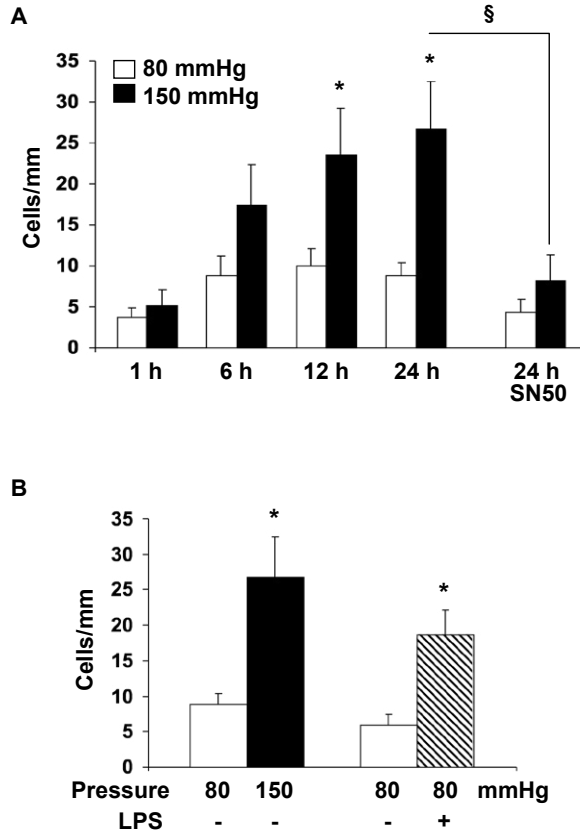 A
§
80 mmHg
150 mmHg
* *
35
30
25
20
15
10
5
0
Cells/mm
1 h 6 h 12 h 24 h 24 h
SN50
B
35
30
25
20
15
10
5
0
Cells/mm
*
*
Pressure 80 150 80 80 mmHg
LPS - - - +